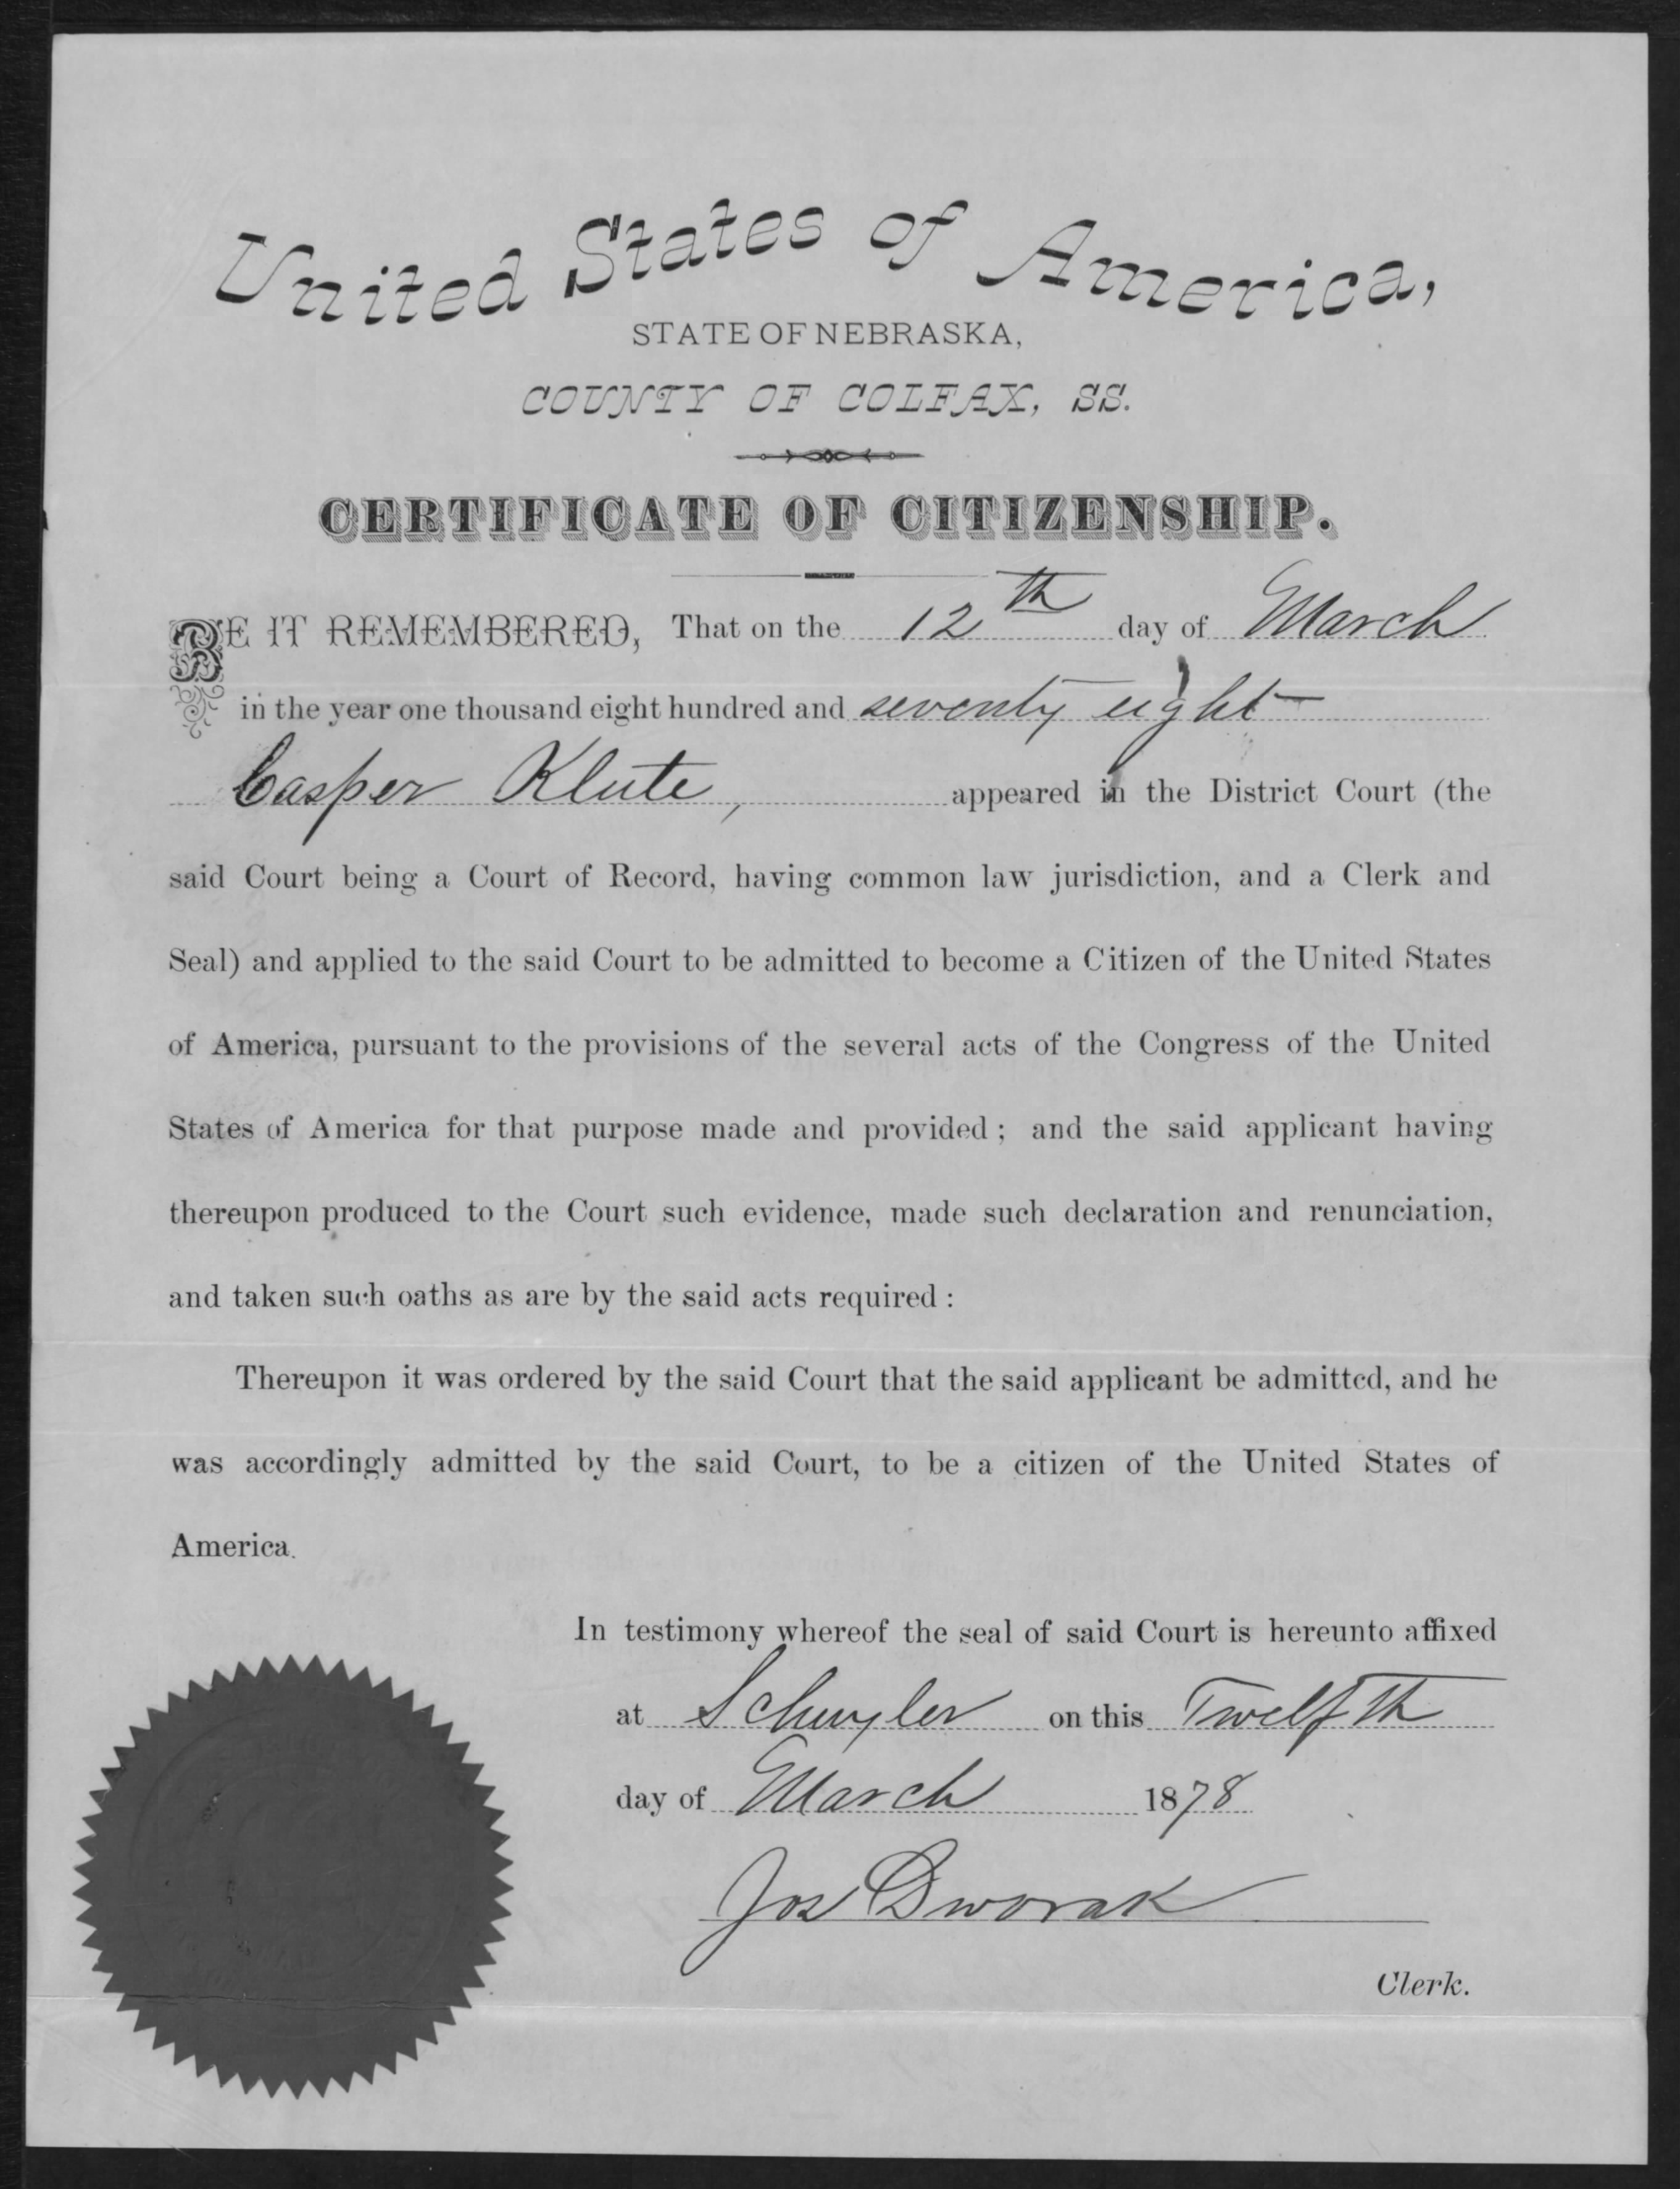 United States of America,
STATE OF NEBRASKA,
COUNTY OF COLFAX, SS.
CERTIFICATE OF CITIZENSHIP.
BE IT REMEMBERED, That on the 12th day of March
in the year one thousand eight hundred and seventy eight
Casper Klute, appeared in the District Court (the
said Court being a Court of Record, having common law jurisdiction, and a Clerk and
Seal) and applied to the said Court to be admitted to become a Citizen of the United States
of America, pursuant to the provisions of the several acts of the Congress of the United
States of America for that purpose made and provided; and the said applicant having
thereupon produced to the Court such evidence, made such declaration and renunciation,
and taken such oaths as are by the said acts required:
Thereupon it was ordered by the said Court that the said applicant be admitted, and he
was accordingly admitted by the said Court, to be a citizen of the United States of
America.
In testimony whereof the seal of said Court is hereunto affixed
at Schuyler on this Twelfth
day of March 1878
Jos Dworak
Clerk.